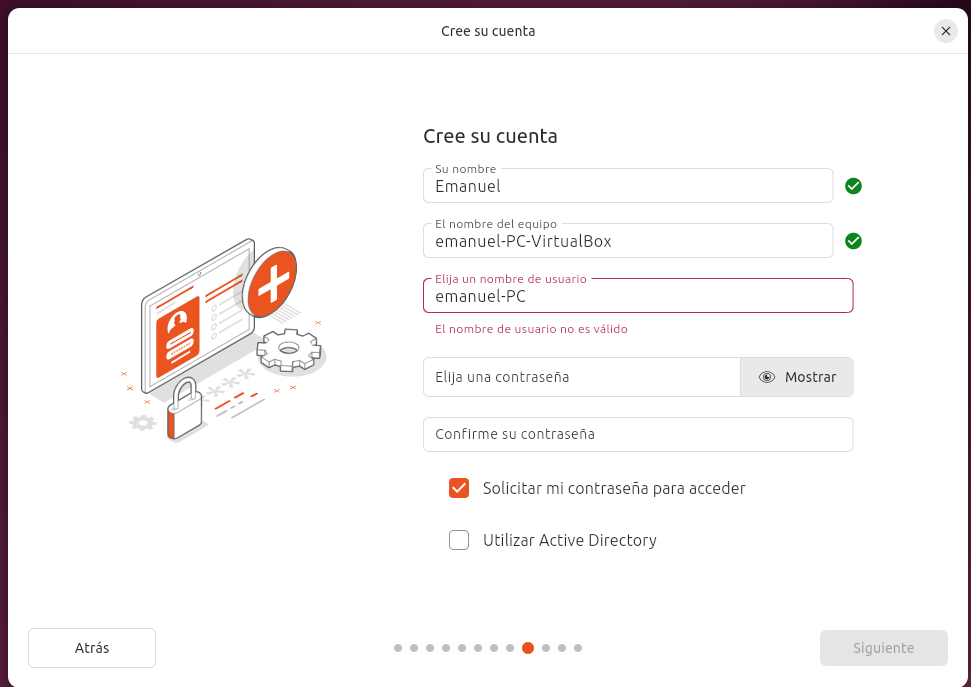 Cree su cuenta
Cree su cuenta
Su nombre
Emanuel
El nombre del equipo
emanuel-PC-VirtualBox
Elija un nombre de usuario
emanuel-PC
El nombre de usuario no es válido
Elija una contraseña
Mostrar
Confirme su contraseña
Solicitar mi contraseña para acceder
Utilizar Active Directory
Atrás
Siguiente